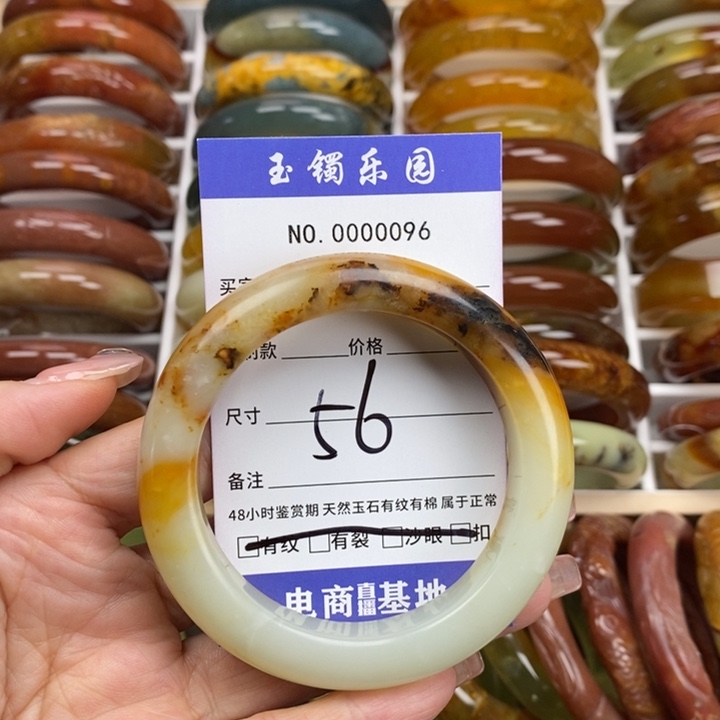 玉镯乐园
NO. 0000096
买家
款 价格
尺寸 56
备注
48小时鉴赏期 天然玉石有纹有棉 属于正常
□有纹 □有裂 □沙眼 □扣
电商直播基地